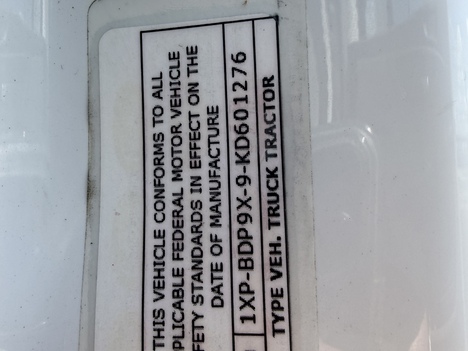 THIS VEHICLE CONFORMS TO ALL
PLICABLE FEDERAL MOTOR VEHICLE
FETY STANDARDS IN EFFECT ON THE
DATE OF MANUFACTURE
1XP-BDP9X-9-KD601276
TYPE VEH. TRUCK TRACTOR